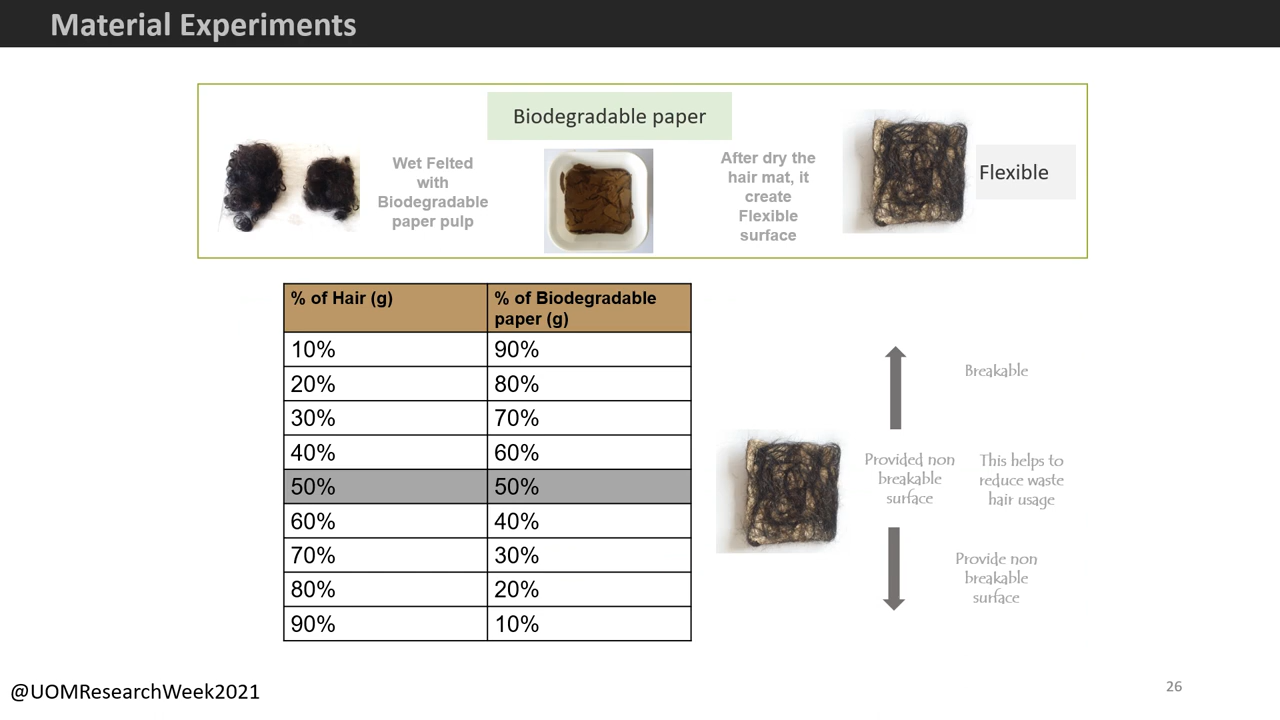 Material Experiments
Biodegradable paper
Wet Felted
with
Biodegradable
paper pulp
After dry the
hair mat, it
create
Flexible
surface
Flexible
% of Hair (g)
% of Biodegradable
paper (g)
10% 90%
20% 80%
30% 70%
40% 60%
50% 50%
60% 40%
70% 30%
80% 20%
90% 10%
Breakable
Provided non
breakable
surface
This helps to
reduce waste
hair usage
Provide non
breakable
surface
@UOMResearchWeek2021
26